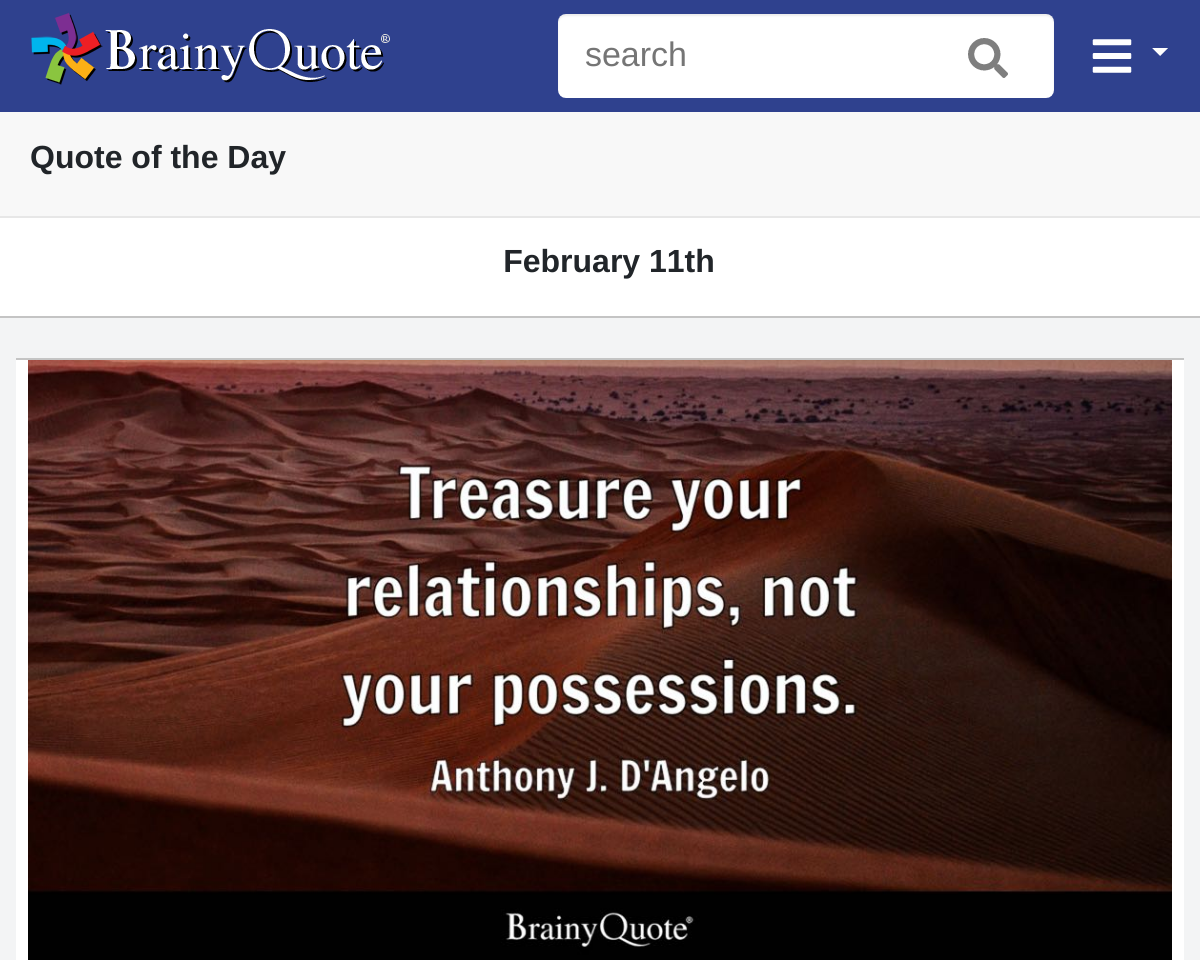 BrainyQuote®
search
Quote of the Day
February 11th
Treasure your
relationships, not
your possessions.
Anthony J. D'Angelo
BrainyQuote®